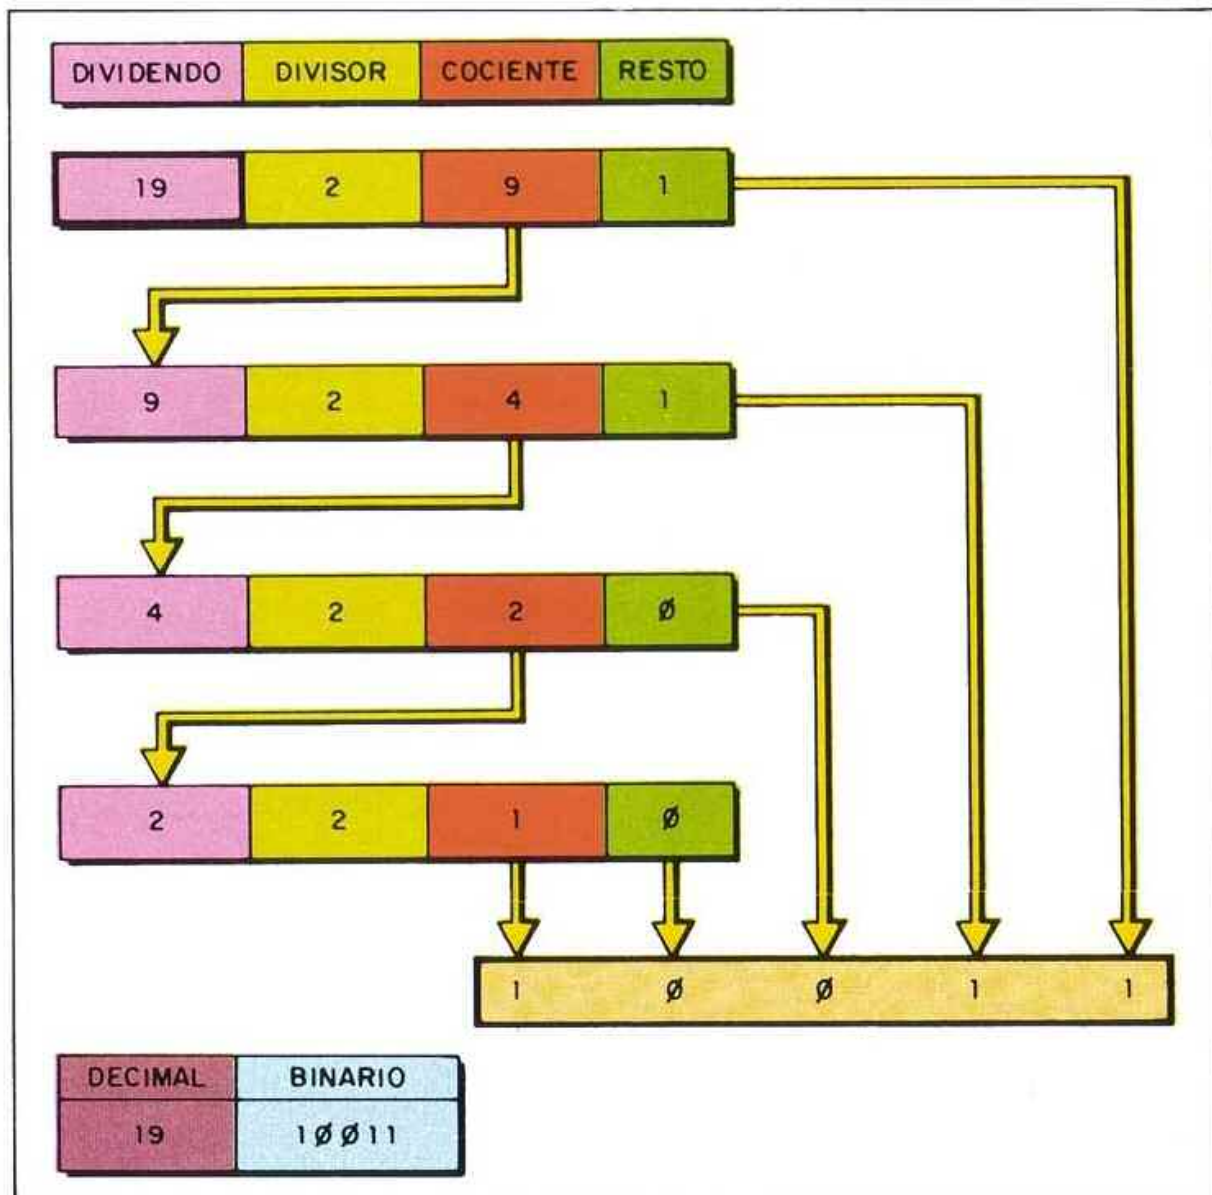 DIVIDENDO DIVISOR COCIENTE RESTO
19 2 9 1
9 2 4 1
4 2 2 Ø
2 2 1 Ø
1 Ø Ø 1 1
DECIMAL BINARIO
19 1ØØ11